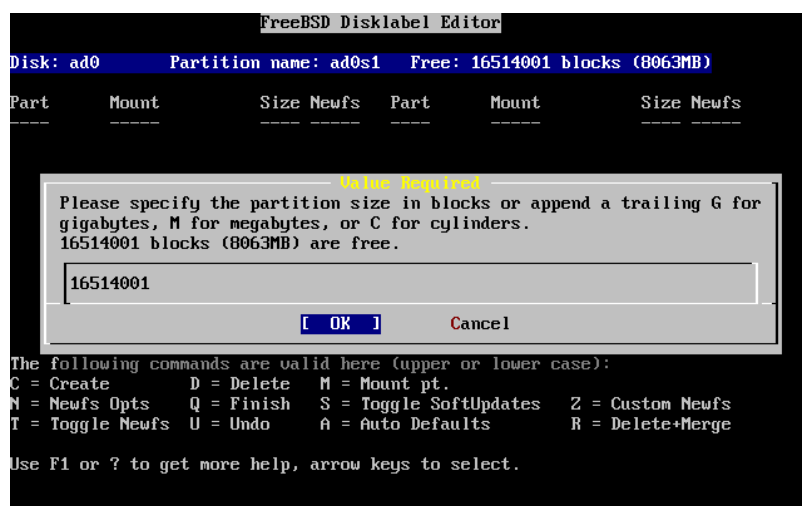 FreeBSD Disklabel Editor
Disk: ad0 Partition name: ad0s1 Free: 16514001 blocks (8063MB)
Part Mount Size Newfs Part Mount Size Newfs
---- ----- ---- ----- ---- ----- ---- -----
Value Required
Please specify the partition size in blocks or append a trailing G for
gigabytes, M for megabytes, or C for cylinders.
16514001 blocks (8063MB) are free.
16514001
[ OK ] Cancel
The following commands are valid here (upper or lower case):
C = Create D = Delete M = Mount pt.
N = Newfs Opts Q = Finish S = Toggle SoftUpdates Z = Custom Newfs
T = Toggle Newfs U = Undo A = Auto Defaults R = Delete+Merge
Use F1 or ? to get more help, arrow keys to select.